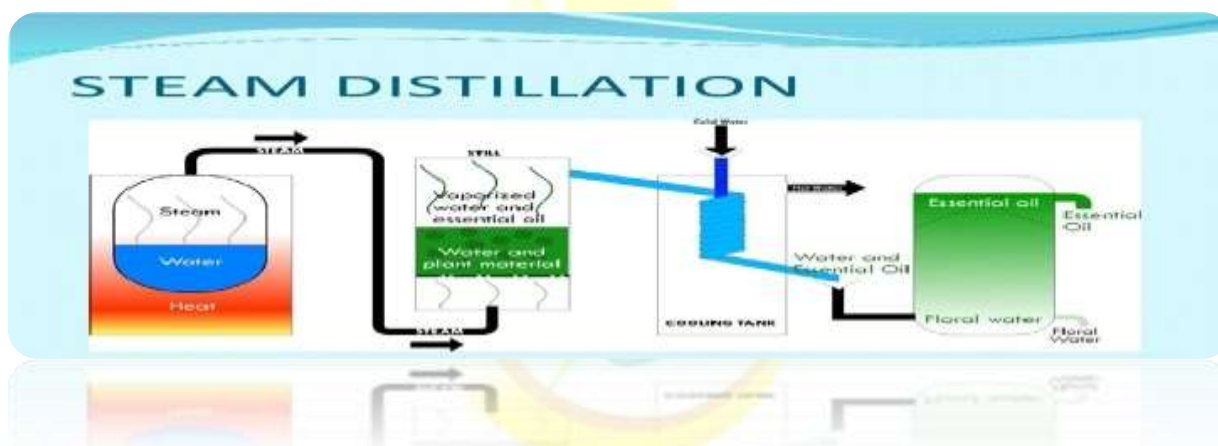 STEAM DISTILLATION
STEAM
Steam
Water
Heat
STEAM
STILL
Vaporized
water and
essential oil
Water and
plant material
Cold Water
Hot Water
COOLING TANK
Water and
Essential Oil
Essential oil
Floral water
Essential
Oil
Floral
Water